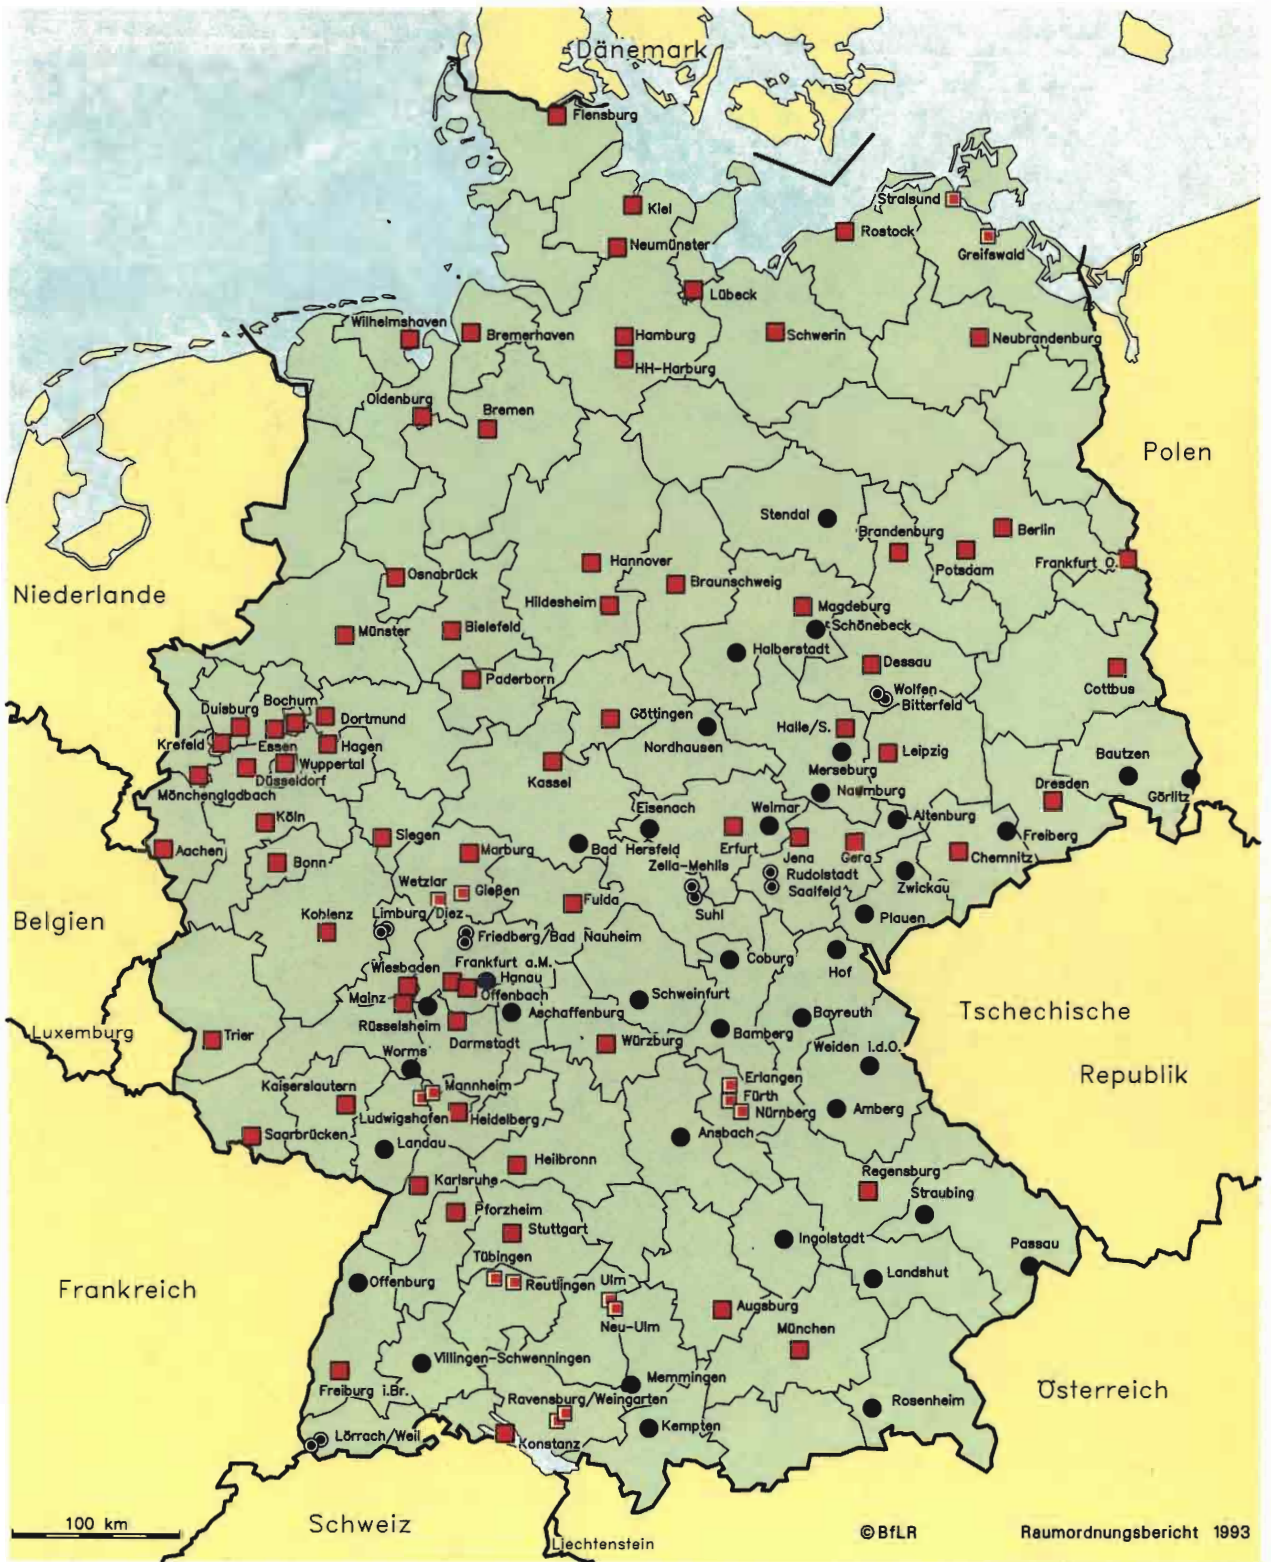 Dänemark
Flensburg
Stralsund
Kiel
Rostock
Neumünster
Greifswald
Lübeck
Wilhelmshaven
Bremerhaven
Hamburg
Schwerin
Neubrandenburg
HH-Harburg
Oldenburg
Bremen
Polen
Stendal
Brandenburg
Berlin
Potsdam
Frankfurt O.
Hannover
Osnabrück
Braunschweig
Niederlande
Hildesheim
Magdeburg
Schönebeck
Münster
Bielefeld
Halberstadt
Dessau
Cottbus
Paderborn
Wolfen
Bitterfeld
Bochum
Duisburg
Dortmund
Göttingen
Halle/S.
Krefeld
Essen
Hagen
Nordhausen
Leipzig
Bautzen
Wuppertal
Düsseldorf
Kassel
Merseburg
Mönchengladbach
Naumburg
Dresden
Görlitz
Eisenach
Weimar
Köln
Altenburg
Siegen
Freiberg
Aachen
Marburg
Bad Hersfeld
Erfurt
Jena
Gera
Chemnitz
Bonn
Zella-Mehlis
Rudolstadt
Saalfeld
Zwickau
Wetzlar
Gießen
Fulda
Suhl
Limburg/Diez
Plauen
Belgien
Koblenz
Friedberg/Bad Nauheim
Coburg
Hof
Frankfurt a.M.
Wiesbaden
Hanau
Offenbach
Mainz
Schweinfurt
Tschechische
Aschaffenburg
Bayreuth
Rüsselsheim
Bamberg
Luxemburg
Trier
Darmstadt
Würzburg
Weiden i.d.O.
Worms
Republik
Erlangen
Kaiserslautern
Mannheim
Fürth
Ludwigshafen
Heidelberg
Nürnberg
Amberg
Saarbrücken
Landau
Ansbach
Heilbronn
Regensburg
Karlsruhe
Straubing
Pforzheim
Stuttgart
Ingolstadt
Passau
Tübingen
Landshut
Frankreich
Offenburg
Reutlingen
Ulm
Augsburg
Neu-Ulm
München
Villingen-Schwenningen
Memmingen
Freiburg i.Br.
Österreich
Ravensburg/Weingarten
Rosenheim
Kempten
Lörrach/Weil
Konstanz
100 km
Schweiz
©BfLR
Raumordnungsbericht 1993
Liechtenstein